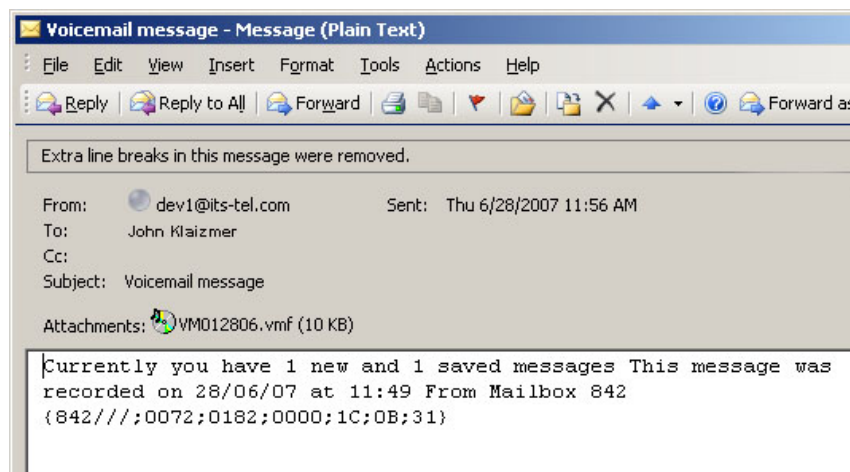 Voicemail message - Message (Plain Text)
File Edit View Insert Format Tools Actions Help
Reply Reply to All Forward Forward as
Extra line breaks in this message were removed.
From: dev1@its-tel.com Sent: Thu 6/28/2007 11:56 AM
To: John Klaizmer
Cc:
Subject: Voicemail message
Attachments: VM012806.vmf (10 KB)
Currently you have 1 new and 1 saved messages This message was
recorded on 28/06/07 at 11:49 From Mailbox 842
{842///;0072;0182;0000;1C;0B;31}